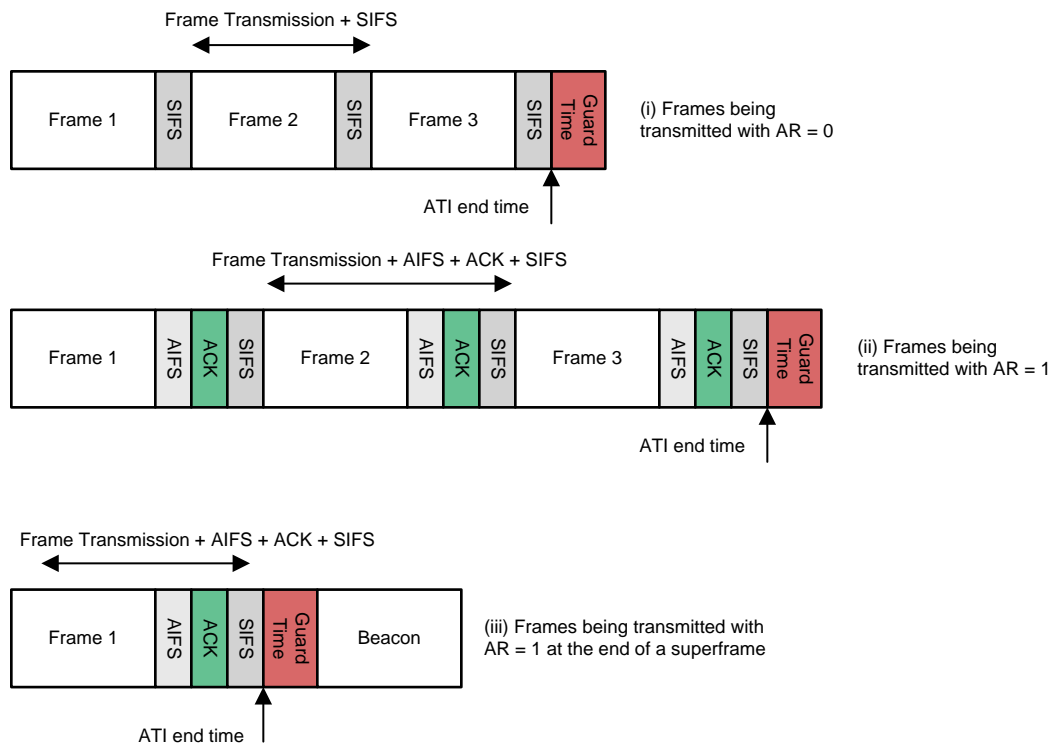 Frame Transmission + SIFS
Frame 1
SIFS
Frame 2
SIFS
Frame 3
SIFS
Guard
Time
(i) Frames being
transmitted with AR = 0
ATI end time
Frame Transmission + AIFS + ACK + SIFS
Frame 1
AIFS
ACK
SIFS
Frame 2
AIFS
ACK
SIFS
Frame 3
AIFS
ACK
SIFS
Guard
Time
(ii) Frames being
transmitted with AR = 1
ATI end time
Frame Transmission + AIFS + ACK + SIFS
Frame 1
AIFS
ACK
SIFS
Guard
Time
Beacon
(iii) Frames being transmitted with
AR = 1 at the end of a superframe
ATI end time